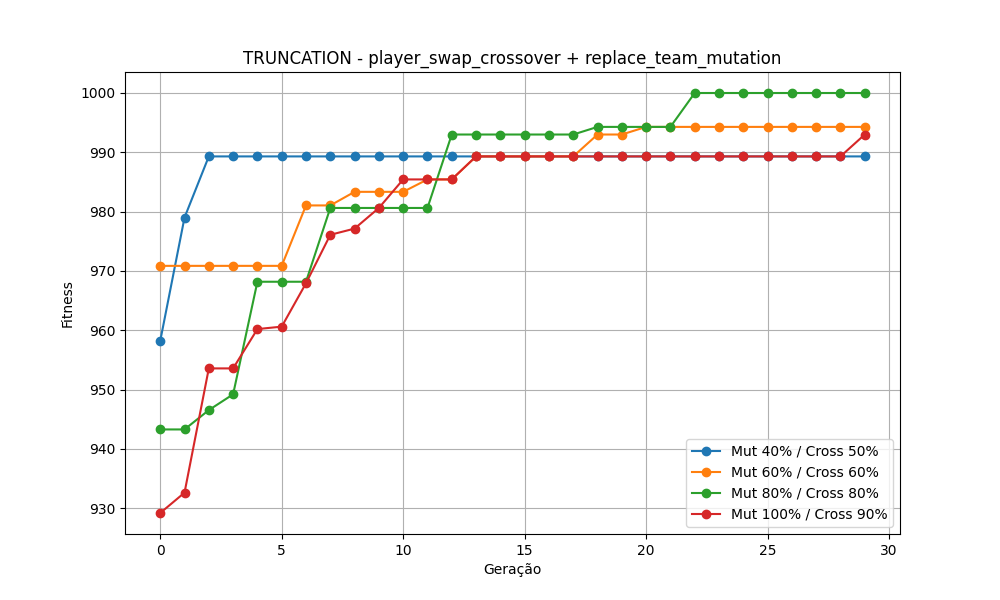 TRUNCATION - player_swap_crossover + replace_team_mutation
1000
990
980
970
960
950
940
930
Fitness
0
5
10
15
20
25
30
Geração
Mut 40% / Cross 50%
Mut 60% / Cross 60%
Mut 80% / Cross 80%
Mut 100% / Cross 90%